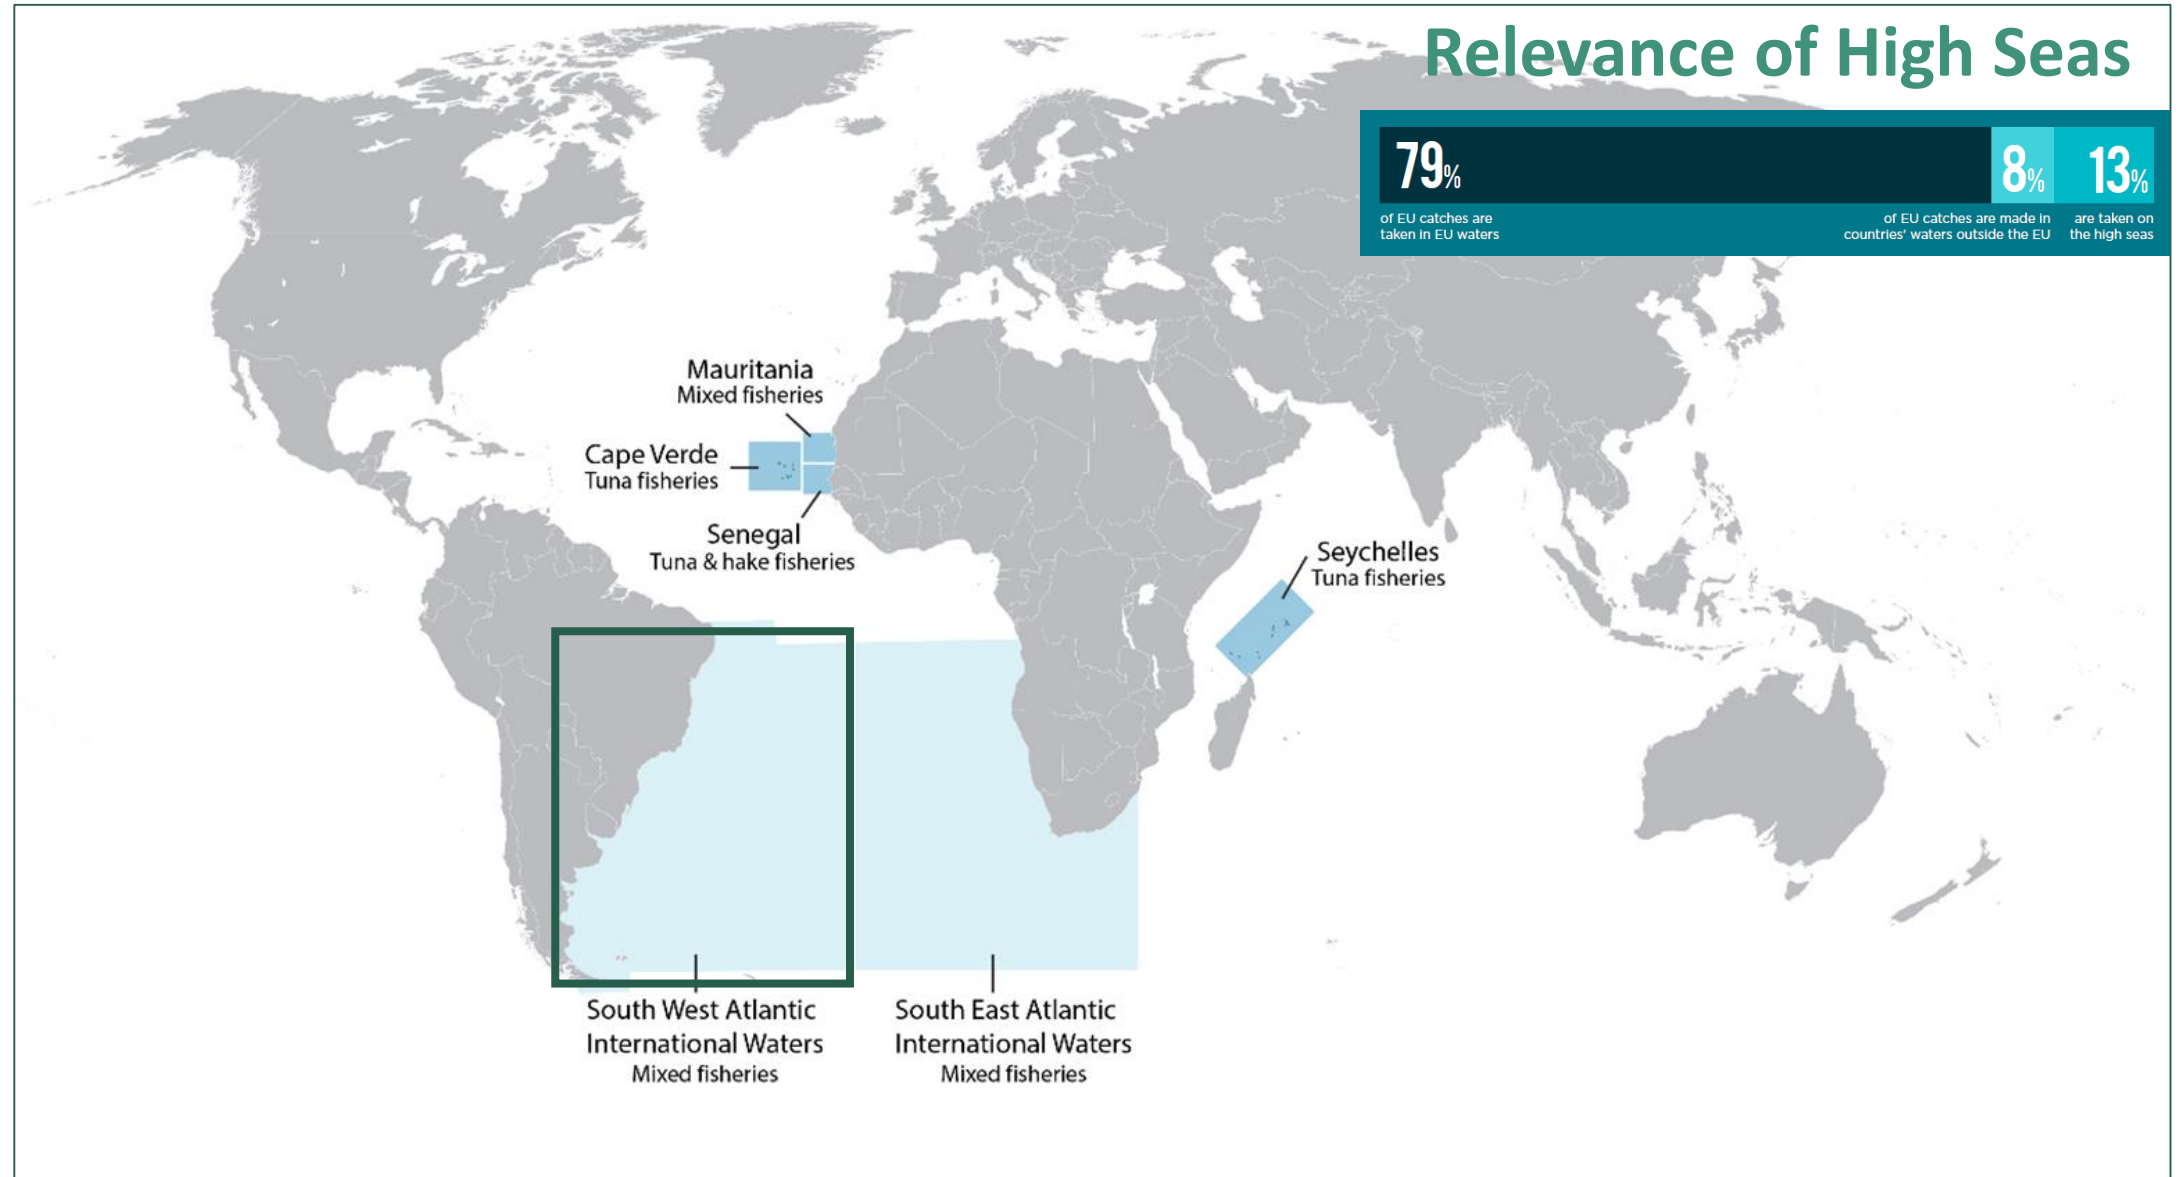 Relevance of High Seas
79%
of EU catches are
taken in EU waters
8%
of EU catches are made in
countries' waters outside the EU
13%
are taken on
the high seas
Mauritania
Mixed fisheries
Cape Verde
Tuna fisheries
Senegal
Tuna & hake fisheries
Seychelles
Tuna fisheries
South West Atlantic
International Waters
Mixed fisheries
South East Atlantic
International Waters
Mixed fisheries